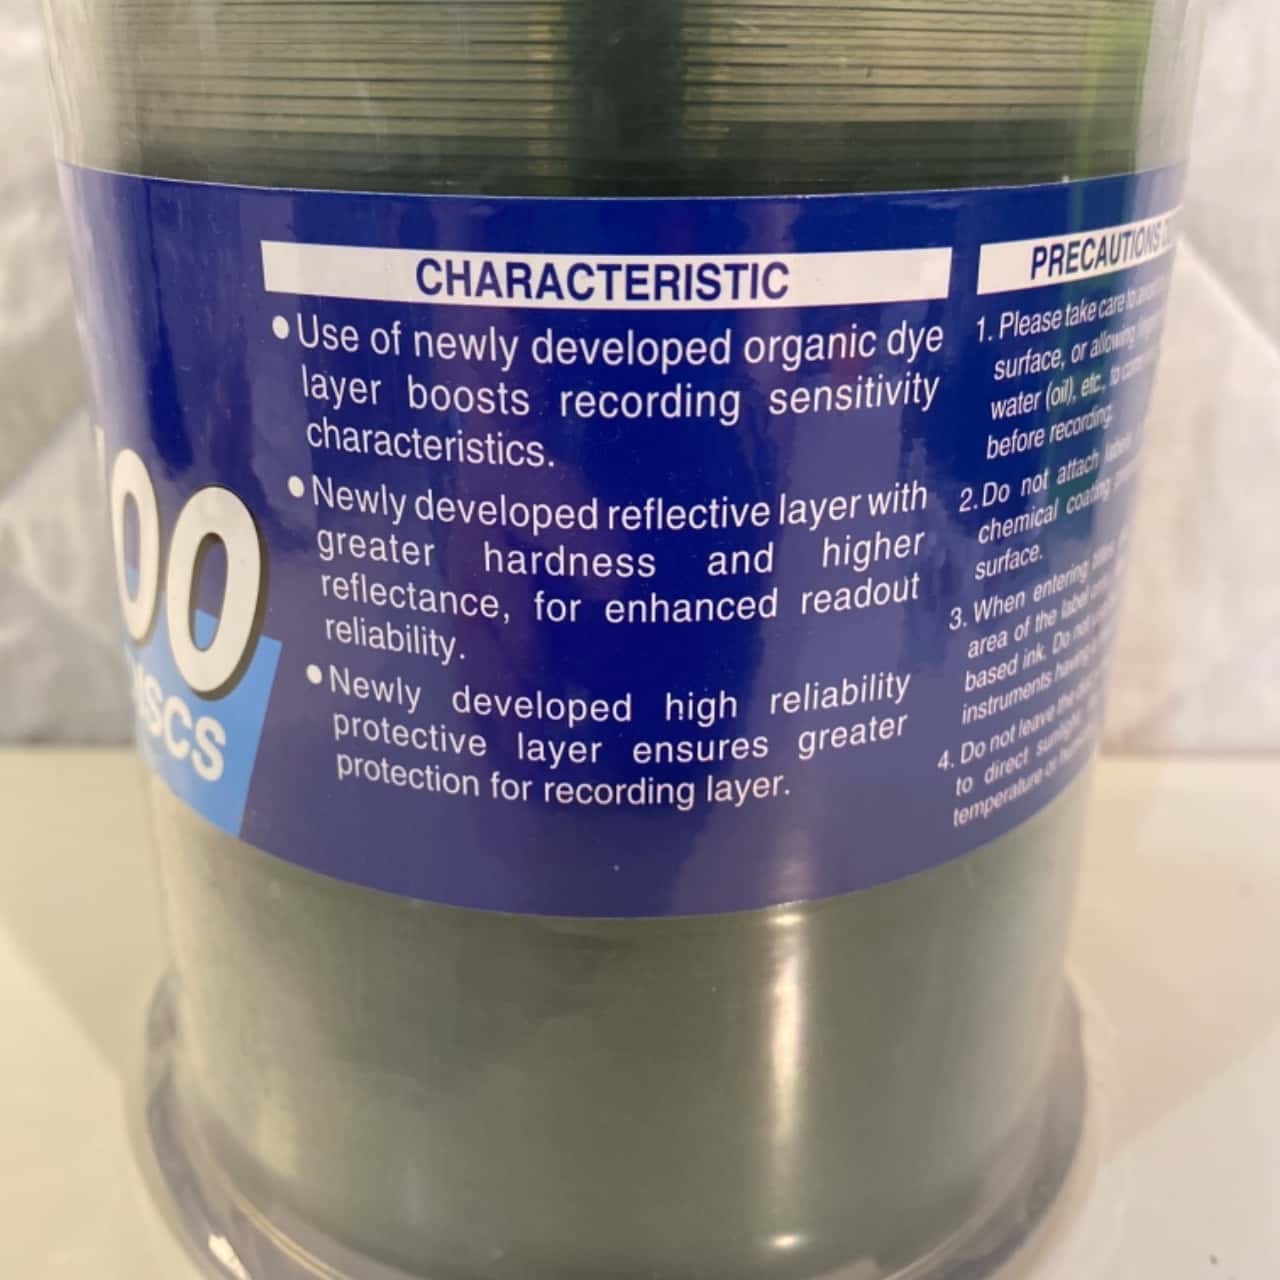 00
DISCS
CHARACTERISTIC
●Use of newly developed organic dye
layer boosts recording sensitivity
characteristics.
●Newly developed reflective layer with
greater hardness and higher
reflectance, for enhanced readout
reliability.
●Newly developed high reliability
protective layer ensures greater
protection for recording layer.
PRECAUTIONS
1. Please take care to
surface, or allowing
water (oil), etc., to
before recording.
2. Do not attach labels
chemical coating
surface.
3. When entering
area of the label
based ink. Do not
instruments having
4. Do not leave the
to direct sunlight,
temperature or